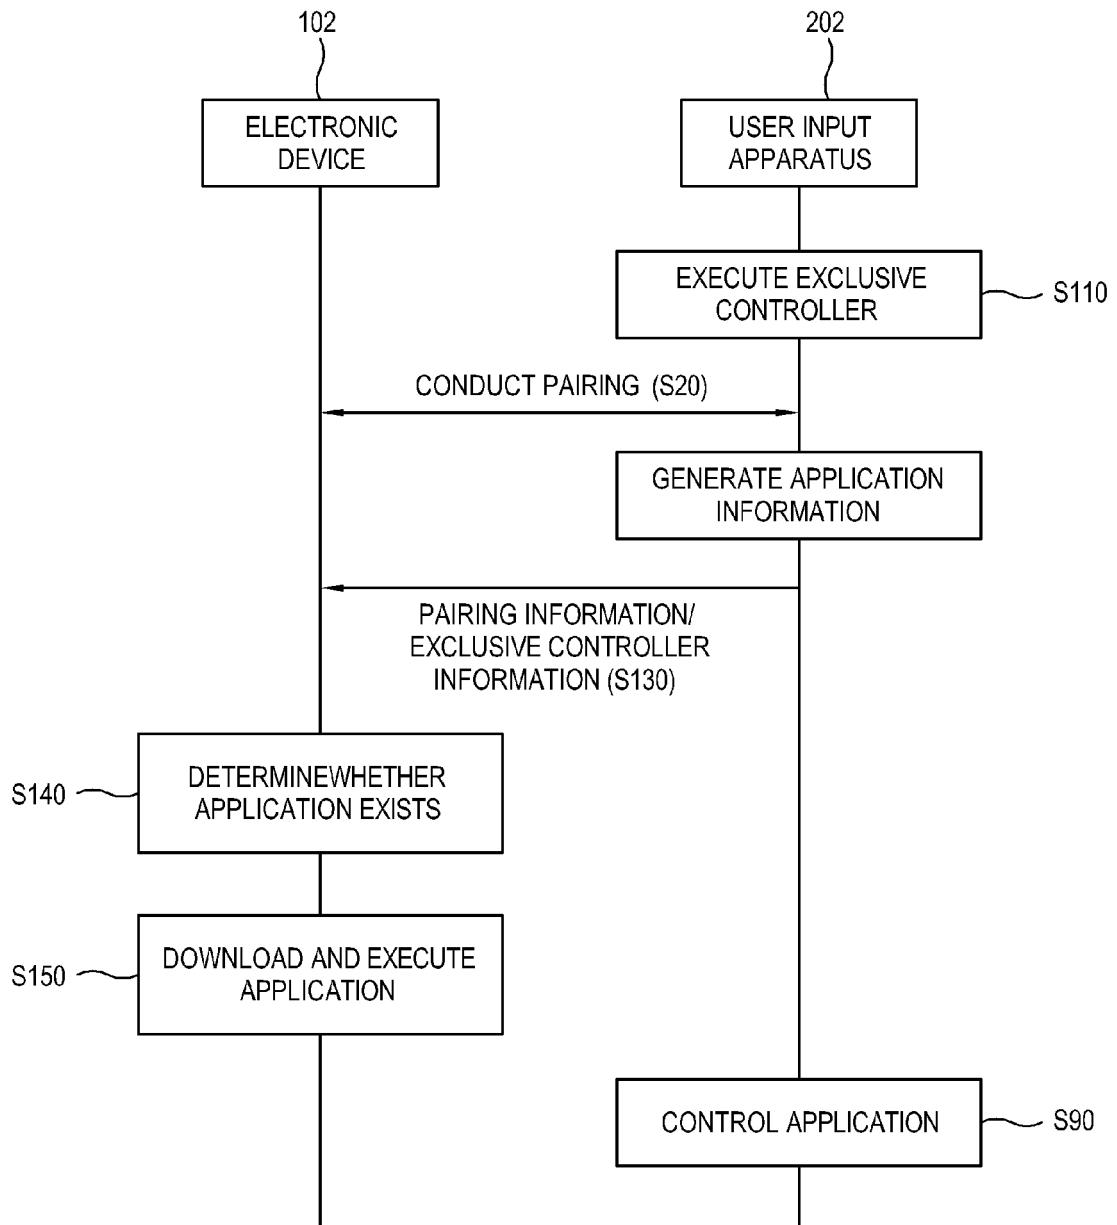 102
202
ELECTRONIC
DEVICE
USER INPUT
APPARATUS
EXECUTE EXCLUSIVE
CONTROLLER
S110
CONDUCT PAIRING (S20)
GENERATE APPLICATION
INFORMATION
PAIRING INFORMATION/
EXCLUSIVE CONTROLLER
INFORMATION (S130)
S140
DETERMINEWHETHER
APPLICATION EXISTS
S150
DOWNLOAD AND EXECUTE
APPLICATION
CONTROL APPLICATION
S90